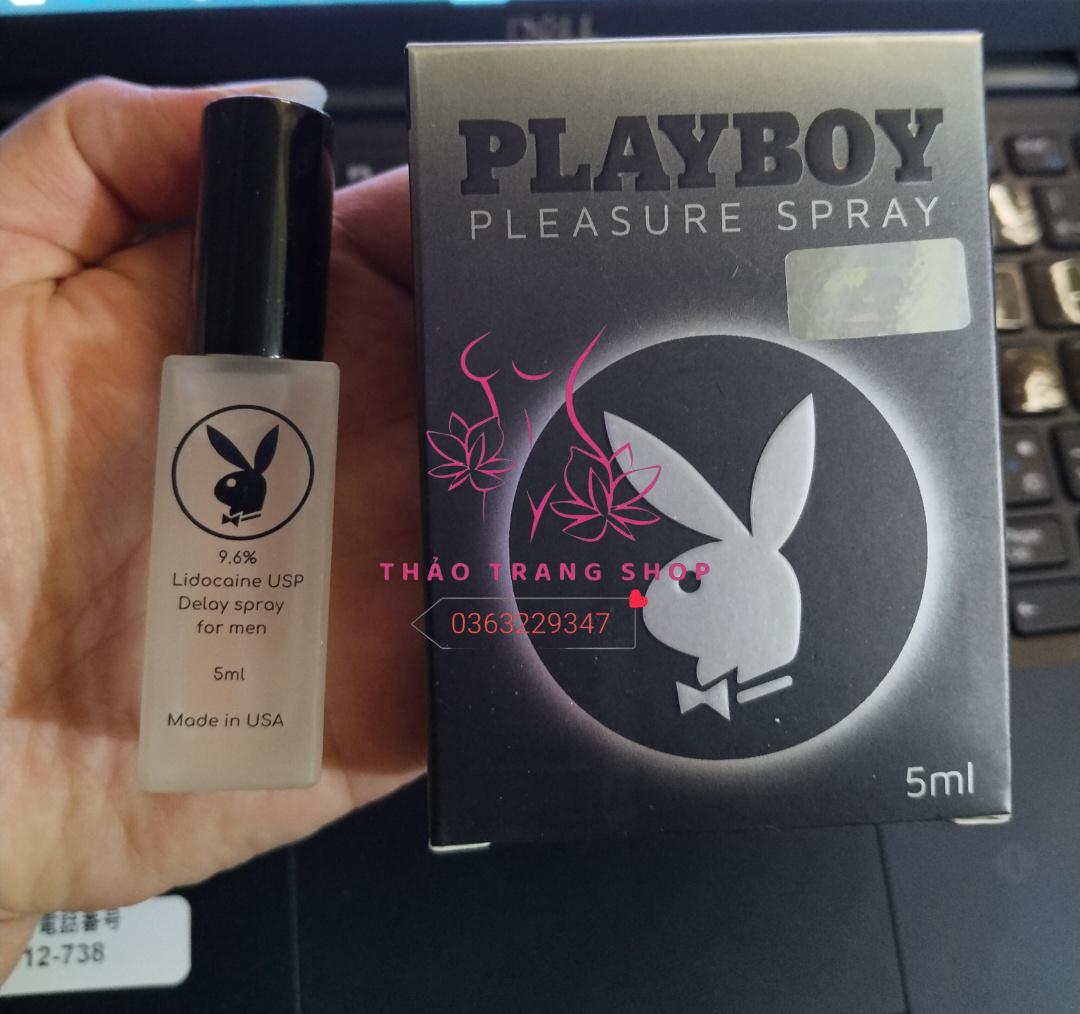 DELL
PLAYBOY
PLEASURE SPRAY
9.6%
Lidocaine USP
Delay spray
for men
5ml
Made in USA
THẢO TRANG SHOP
0363229347
5ml
12-738